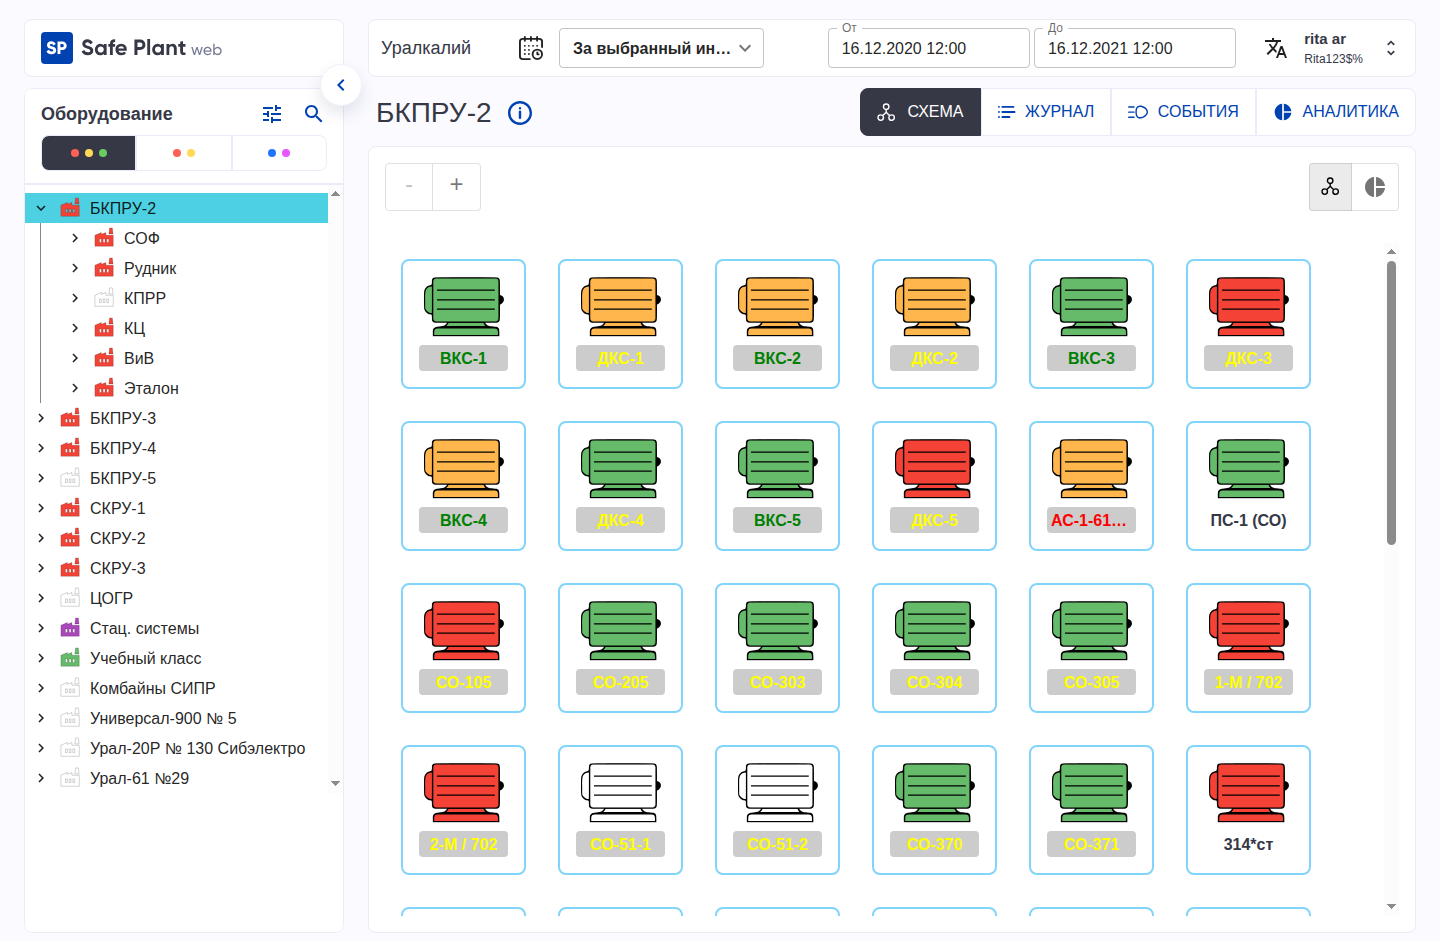 SP Safe Plant web
Уралкалий
За выбранный ин...
От
16.12.2020 12:00
До
16.12.2021 12:00
rita ar
Rita123$%
Оборудование
БКПРУ-2
СХЕМА
ЖУРНАЛ
СОБЫТИЯ
АНАЛИТИКА
- +
БКПРУ-2
СОФ
Рудник
КПРР
КЦ
ВиВ
Эталон
БКПРУ-3
БКПРУ-4
БКПРУ-5
СКРУ-1
СКРУ-2
СКРУ-3
ЦОГР
Стац. системы
Учебный класс
Комбайны СИПР
Универсал-900 № 5
Урал-20Р № 130 Сибэлектро
Урал-61 №29
ВКС-1 ДКС-1 ВКС-2 ДКС-2 ВКС-3 ДКС-3
ВКС-4 ДКС-4 ВКС-5 ДКС-5 АС-1-61... ПС-1 (СО)
СО-105 СО-205 СО-303 СО-304 СО-305 1-М / 702
2-М / 702 СО-51-1 СО-51-2 СО-370 СО-371 314*ст